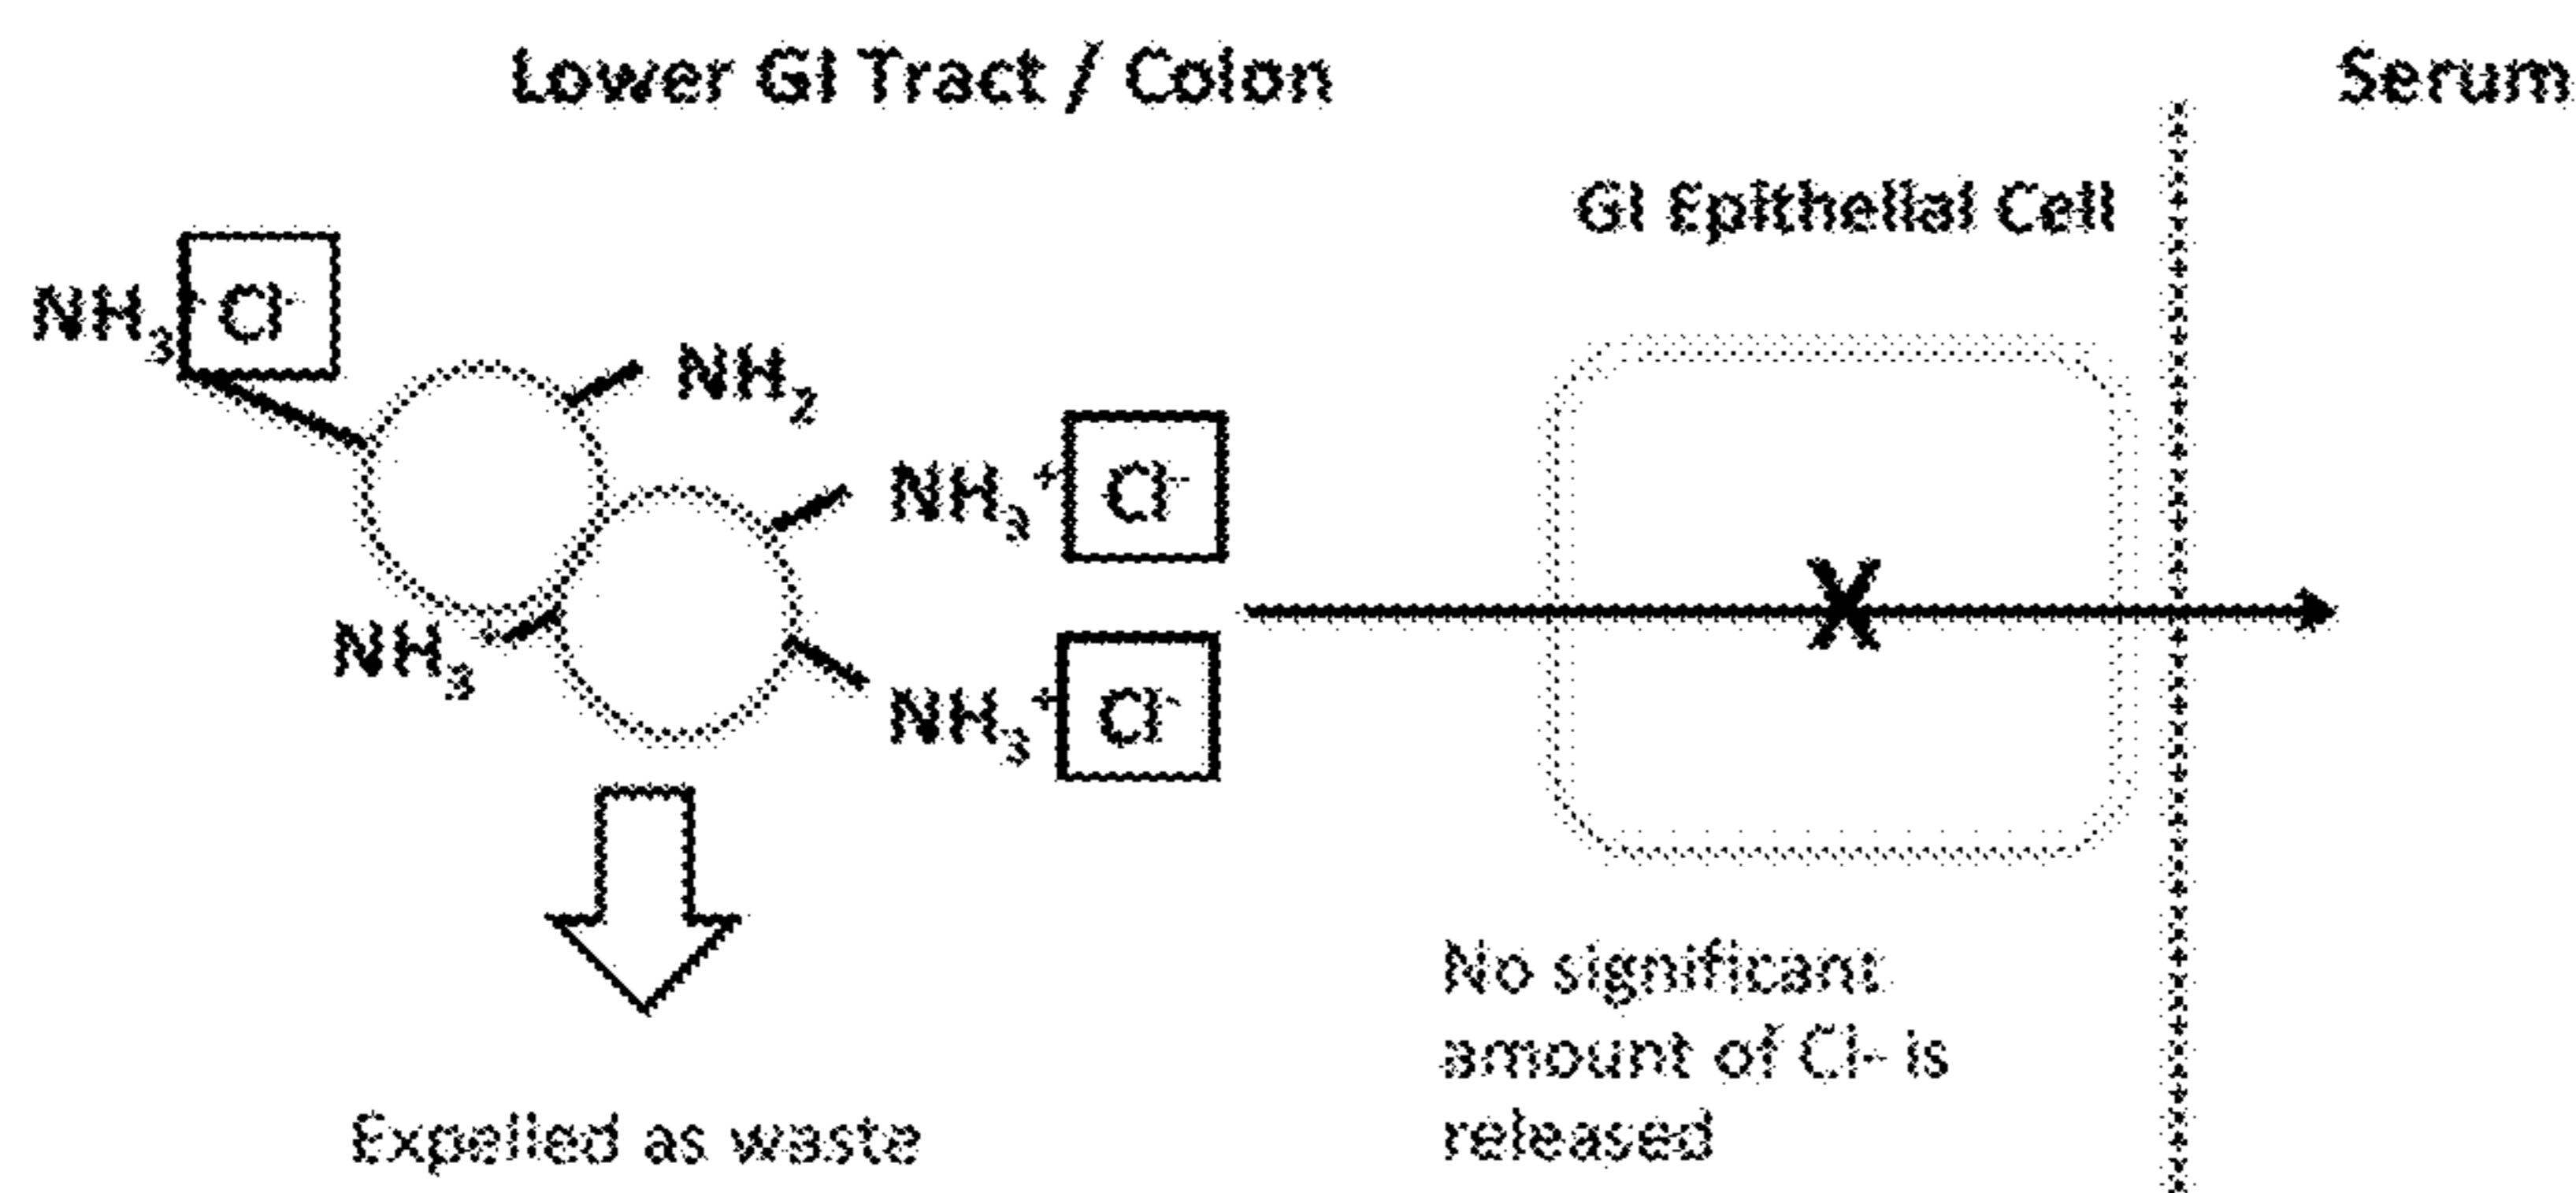 Lower GI Tract / Colon
Serum
GI Epithelial Cell
NH₃⁺ Cl⁻
NH₂
NH₃⁺ Cl⁻
X
NH₃
NH₃⁺ Cl⁻
No significant
amount of Cl- is
released
Expelled as waste